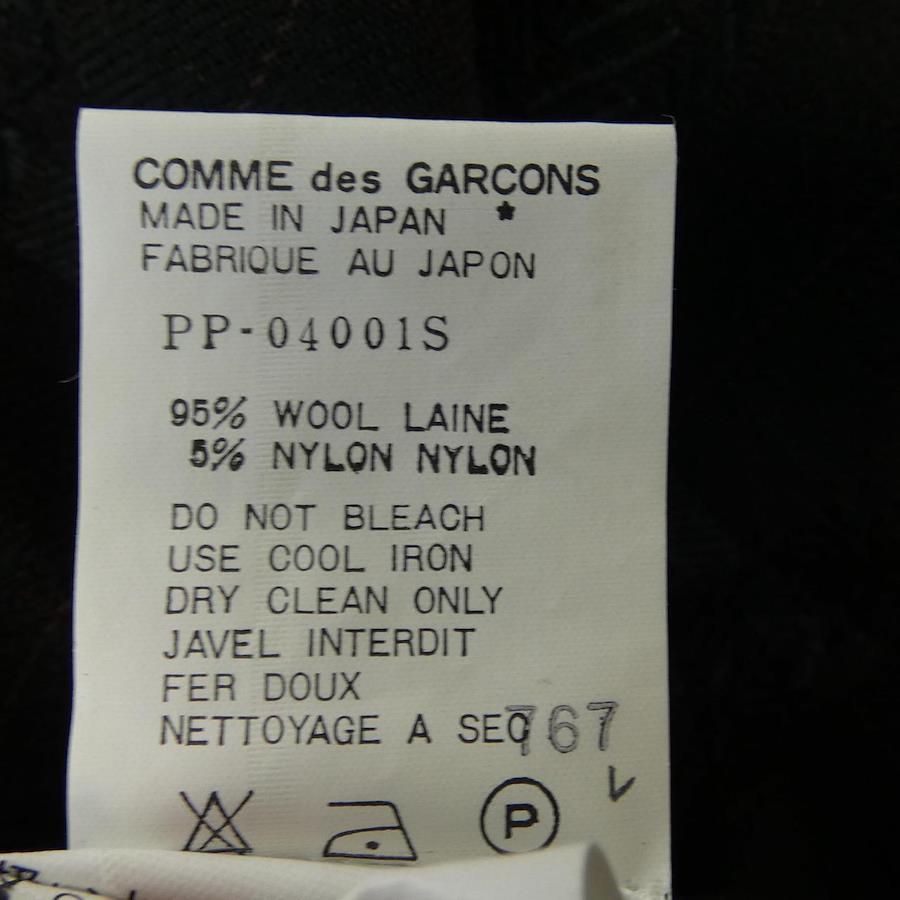 COMME des GARCONS
MADE IN JAPAN *
FABRIQUE AU JAPON
PP-04001S
95% WOOL LAINE
5% NYLON NYLON
DO NOT BLEACH
USE COOL IRON
DRY CLEAN ONLY
JAVEL INTERDIT
FER DOUX
NETTOYAGE A SEC 767
P